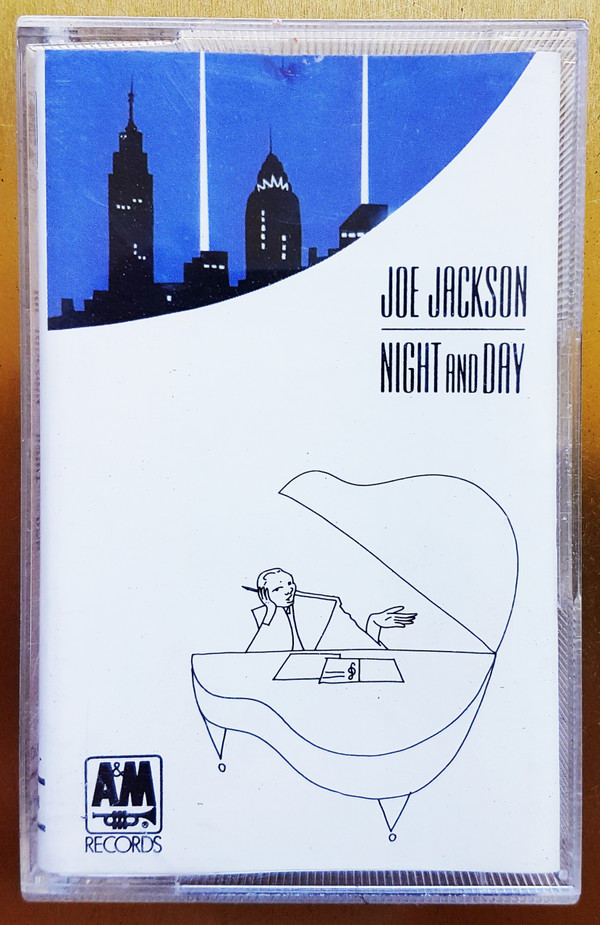 JOE JACKSON
NIGHT AND DAY
A&M
®
RECORDS